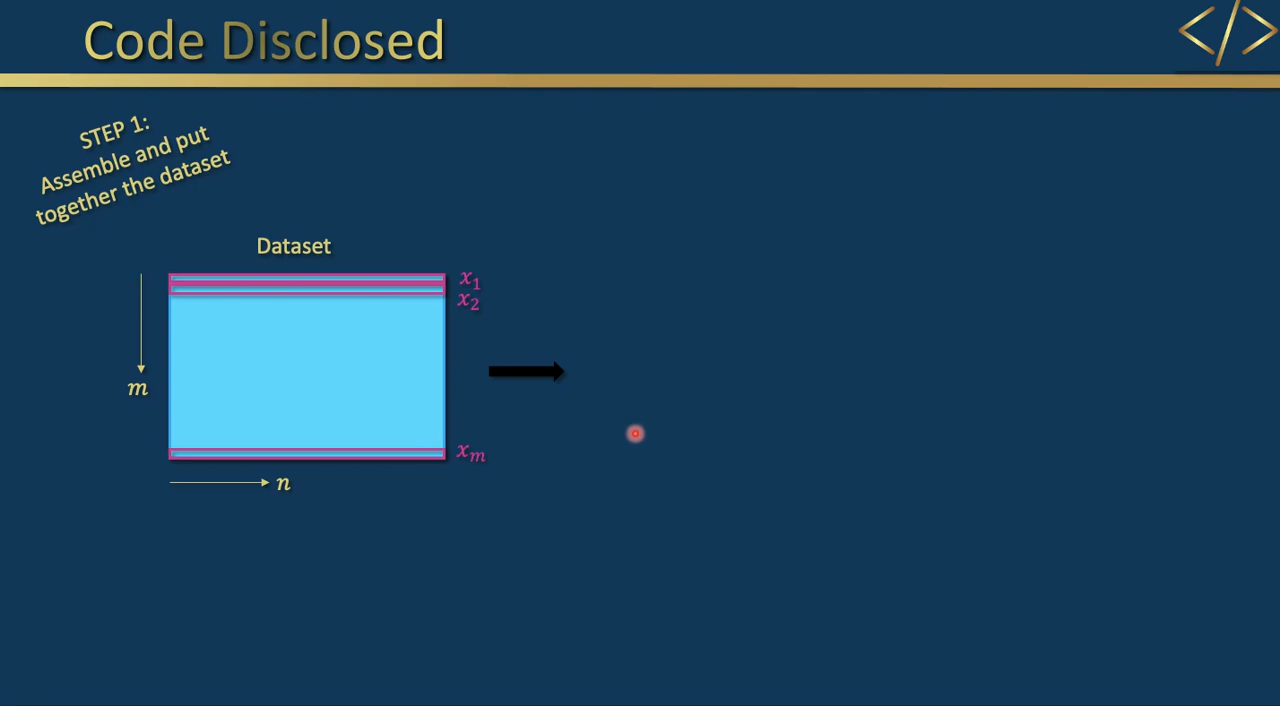 Code Disclosed
</>
STEP 1:
Assemble and put
together the dataset
Dataset
x₁
x₂
m
xₘ
n